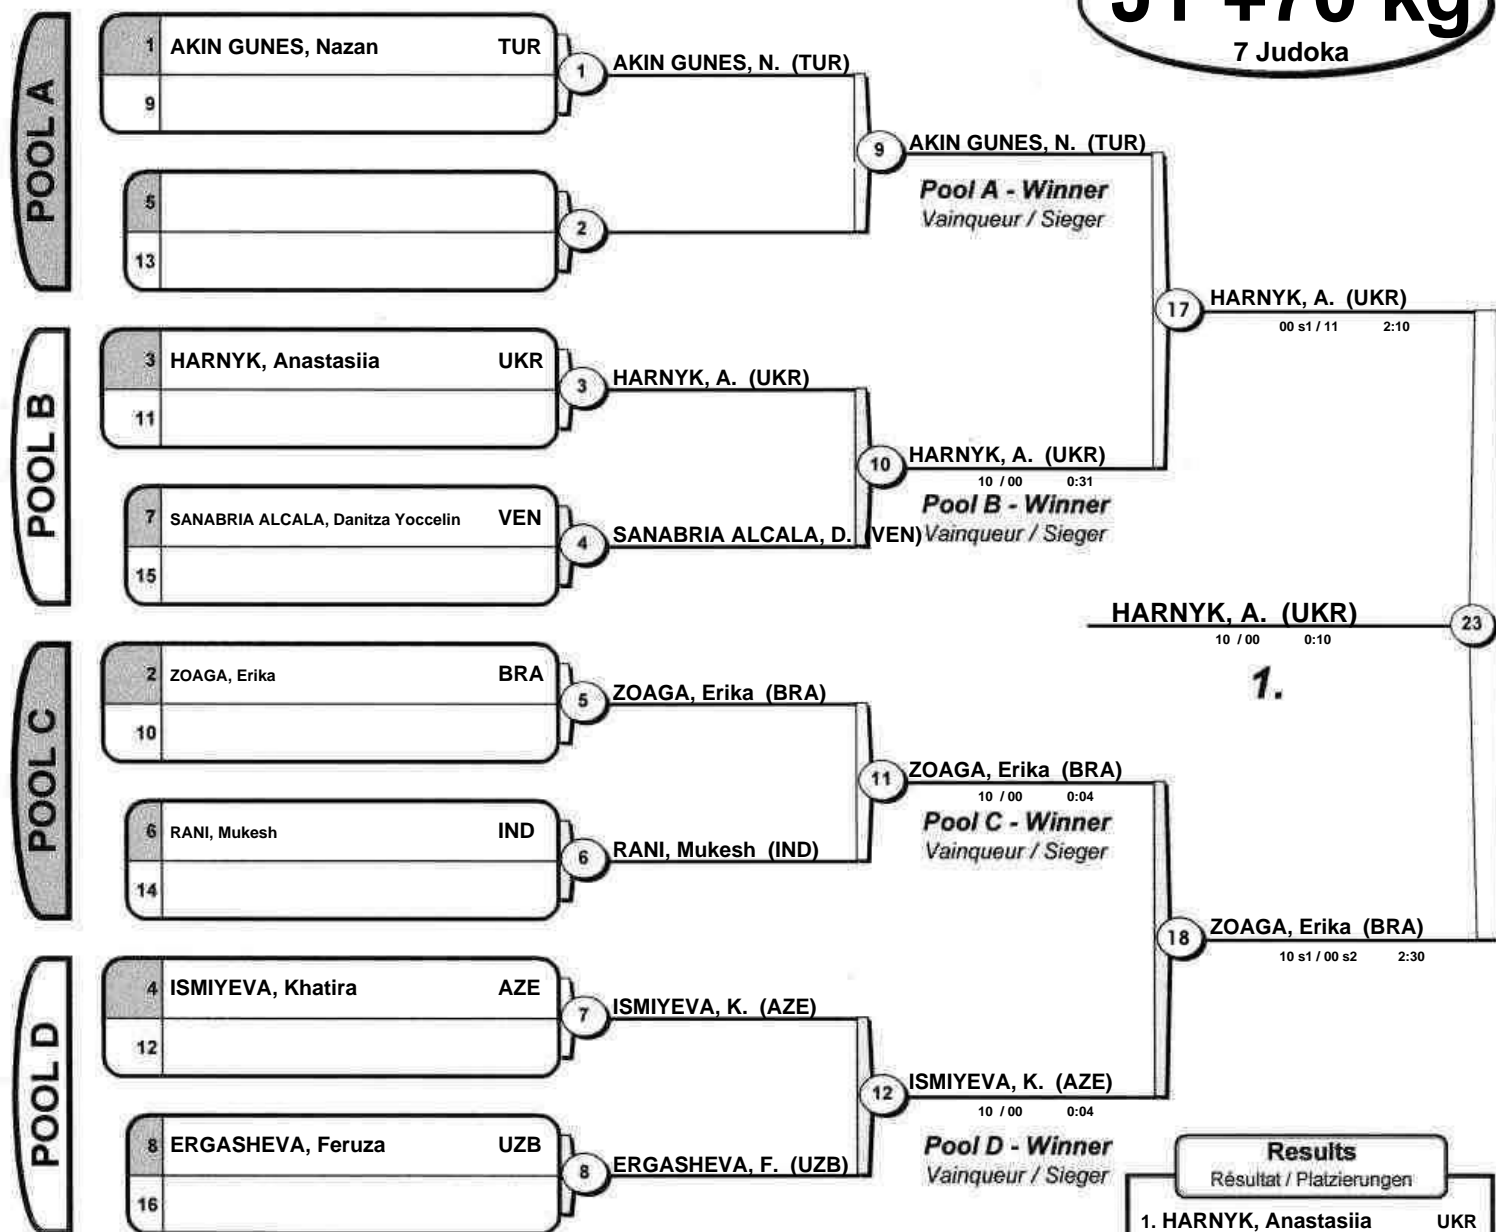 J1 +70 kg
7 Judoka
POOL A
1 AKIN GUNES, Nazan TUR
9
1
AKIN GUNES, N. (TUR)
5
13
2
9
AKIN GUNES, N. (TUR)
Pool A - Winner
Vainqueur / Sieger
POOL B
3 HARNYK, Anastasiia UKR
11
3
HARNYK, A. (UKR)
7 SANABRIA ALCALA, Danitza Yoccelin VEN
15
4
SANABRIA ALCALA, D. (VEN)
10
HARNYK, A. (UKR)
10 / 00 0:31
Pool B - Winner
Vainqueur / Sieger
17
HARNYK, A. (UKR)
00 s1 / 11 2:10
HARNYK, A. (UKR)
10 / 00 0:10
1.
23
POOL C
2 ZOAGA, Erika BRA
10
5
ZOAGA, Erika (BRA)
6 RANI, Mukesh IND
14
6
RANI, Mukesh (IND)
11
ZOAGA, Erika (BRA)
10 / 00 0:04
Pool C - Winner
Vainqueur / Sieger
18
ZOAGA, Erika (BRA)
10 s1 / 00 s2 2:30
POOL D
4 ISMIYEVA, Khatira AZE
12
7
ISMIYEVA, K. (AZE)
8 ERGASHEVA, Feruza UZB
16
8
ERGASHEVA, F. (UZB)
12
ISMIYEVA, K. (AZE)
10 / 00 0:04
Pool D - Winner
Vainqueur / Sieger
Results
Résultat / Platzierungen
1. HARNYK, Anastasiia UKR